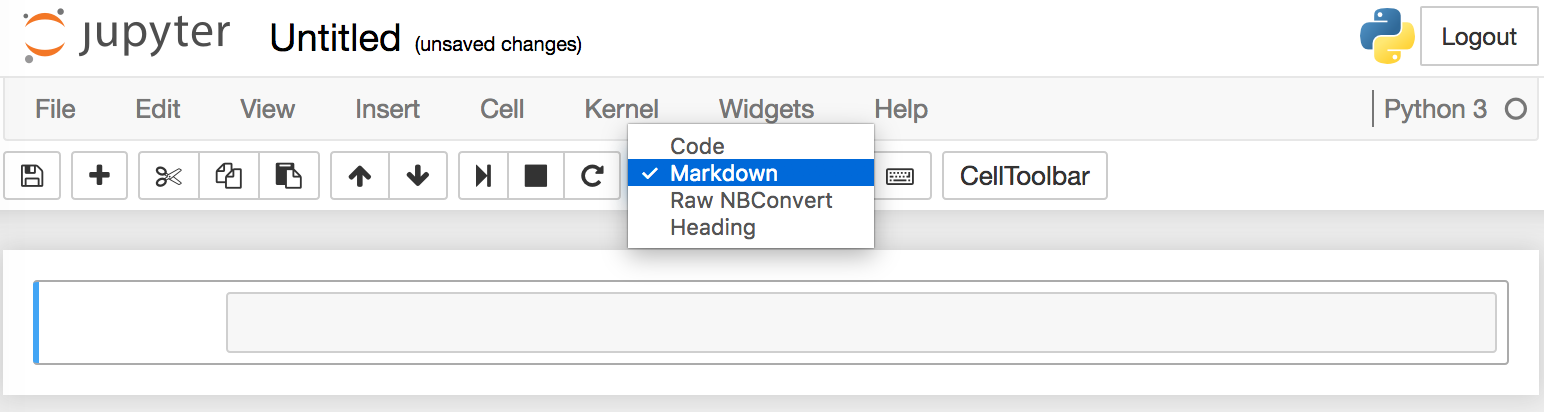 jupyter Untitled (unsaved changes) Logout
File Edit View Insert Cell Kernel Widgets Help Python 3
Code
Markdown
Raw NBConvert
Heading
CellToolbar